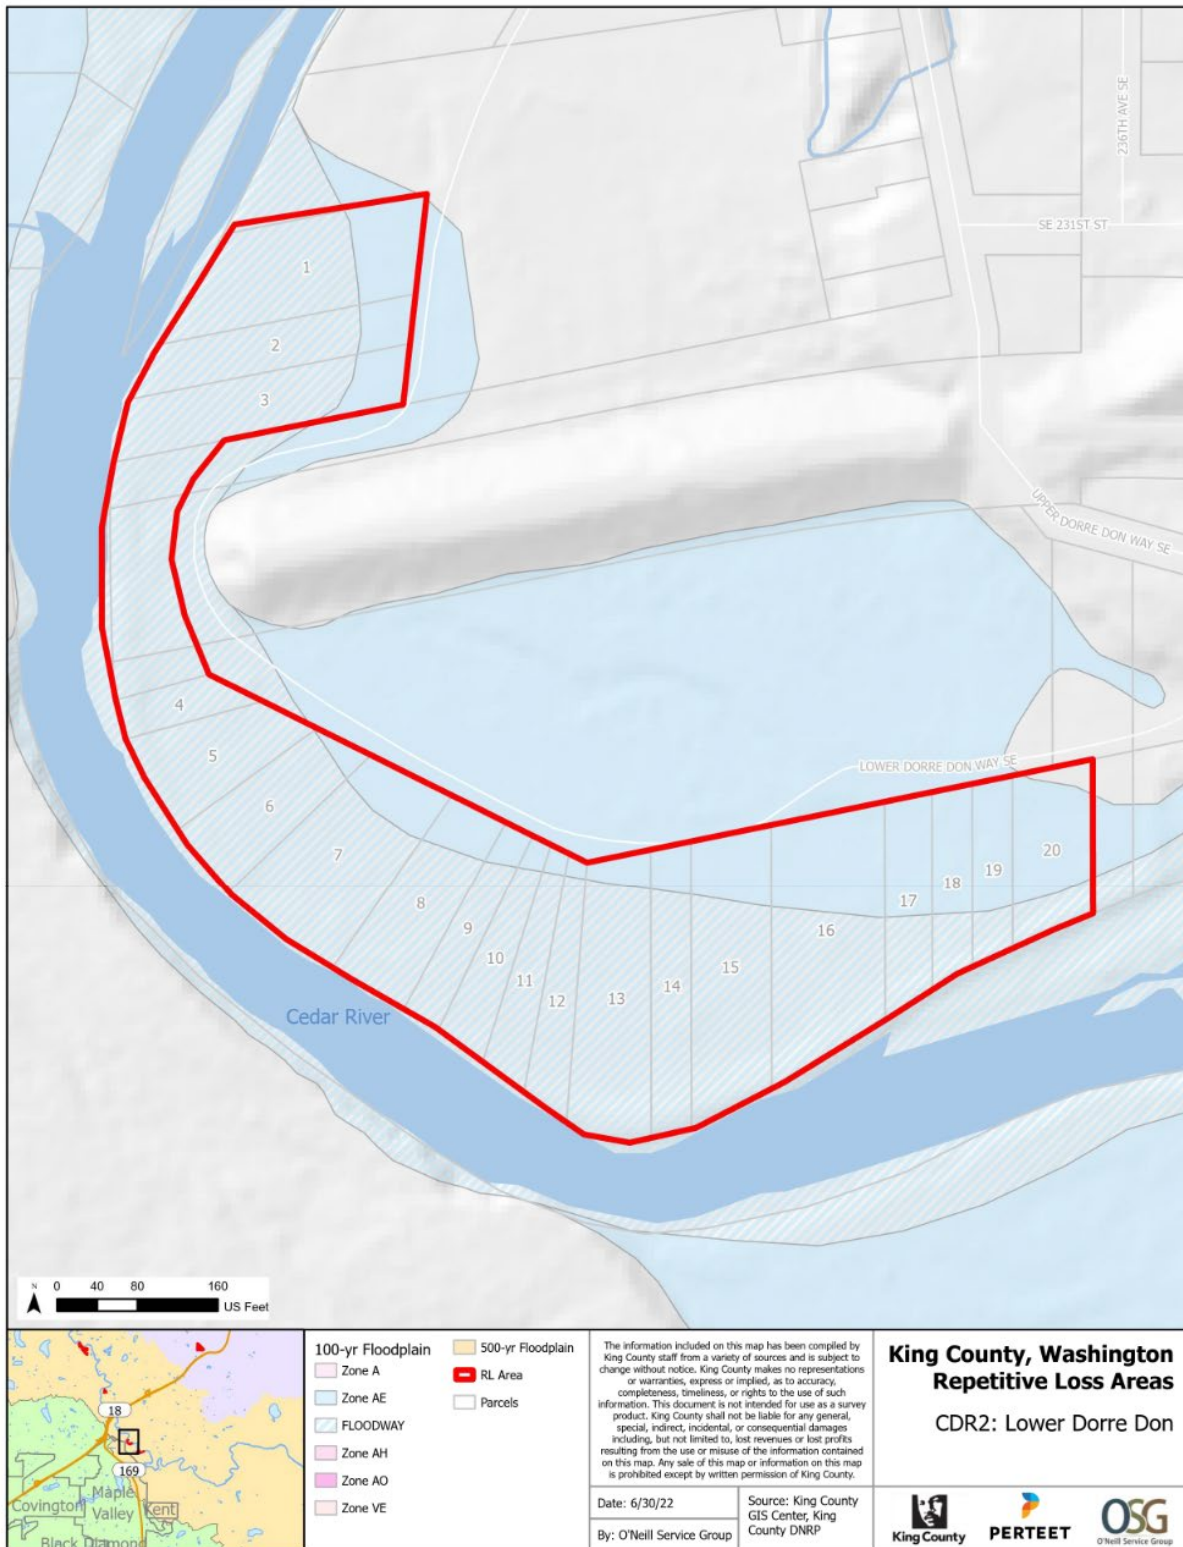 236TH AVE SE
SE 231ST ST
1
2
3
UPPER DORRE DON WAY SE
4
5
LOWER DORRE DON WAY SE
6
7
8
9
10
11
12
13
14
15
16
17
18
19
20
Cedar River
N
0 40 80 160
US Feet
18
169
Covington
Maple
Valley
Kent
Black Diamond
100-yr Floodplain
Zone A
Zone AE
FLOODWAY
Zone AH
Zone AO
Zone VE
500-yr Floodplain
RL Area
Parcels
The information included on this map has been compiled by
King County staff from a variety of sources and is subject to
change without notice. King County makes no representations
or warranties, express or implied, as to accuracy,
completeness, timeliness, or rights to the use of such
information. This document is not intended for use as a survey
product. King County shall not be liable for any general,
special, indirect, incidental, or consequential damages
including, but not limited to, lost revenues or lost profits
resulting from the use or misuse of the information contained
on this map. Any sale of this map or information on this map
is prohibited except by written permission of King County.
Date: 6/30/22
By: O'Neill Service Group
Source: King County
GIS Center, King
County DNRP
King County, Washington
Repetitive Loss Areas
CDR2: Lower Dorre Don
King County
PERTEET
OSG
O'Neill Service Group